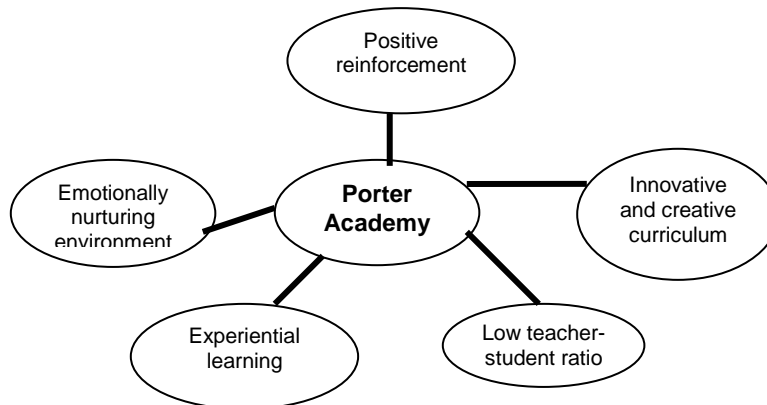 Positive
reinforcement
Emotionally
nurturing
environment
Porter
Academy
Innovative
and creative
curriculum
Experiential
learning
Low teacher-
student ratio